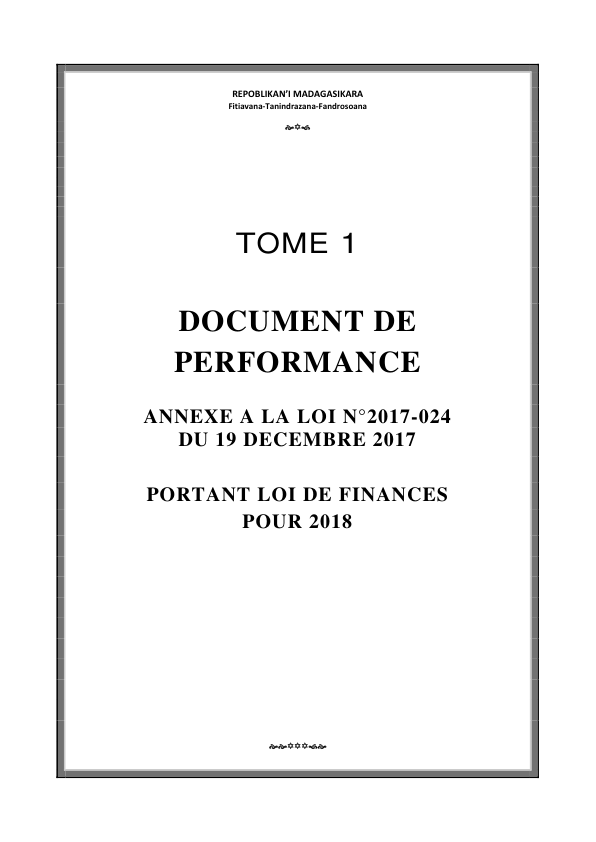 REPOBLIKAN'I MADAGASIKARA
Fitiavana-Tanindrazana-Fandrosoana
TOME 1
DOCUMENT DE
PERFORMANCE
ANNEXE A LA LOI N°2017-024
DU 19 DECEMBRE 2017
PORTANT LOI DE FINANCES
POUR 2018